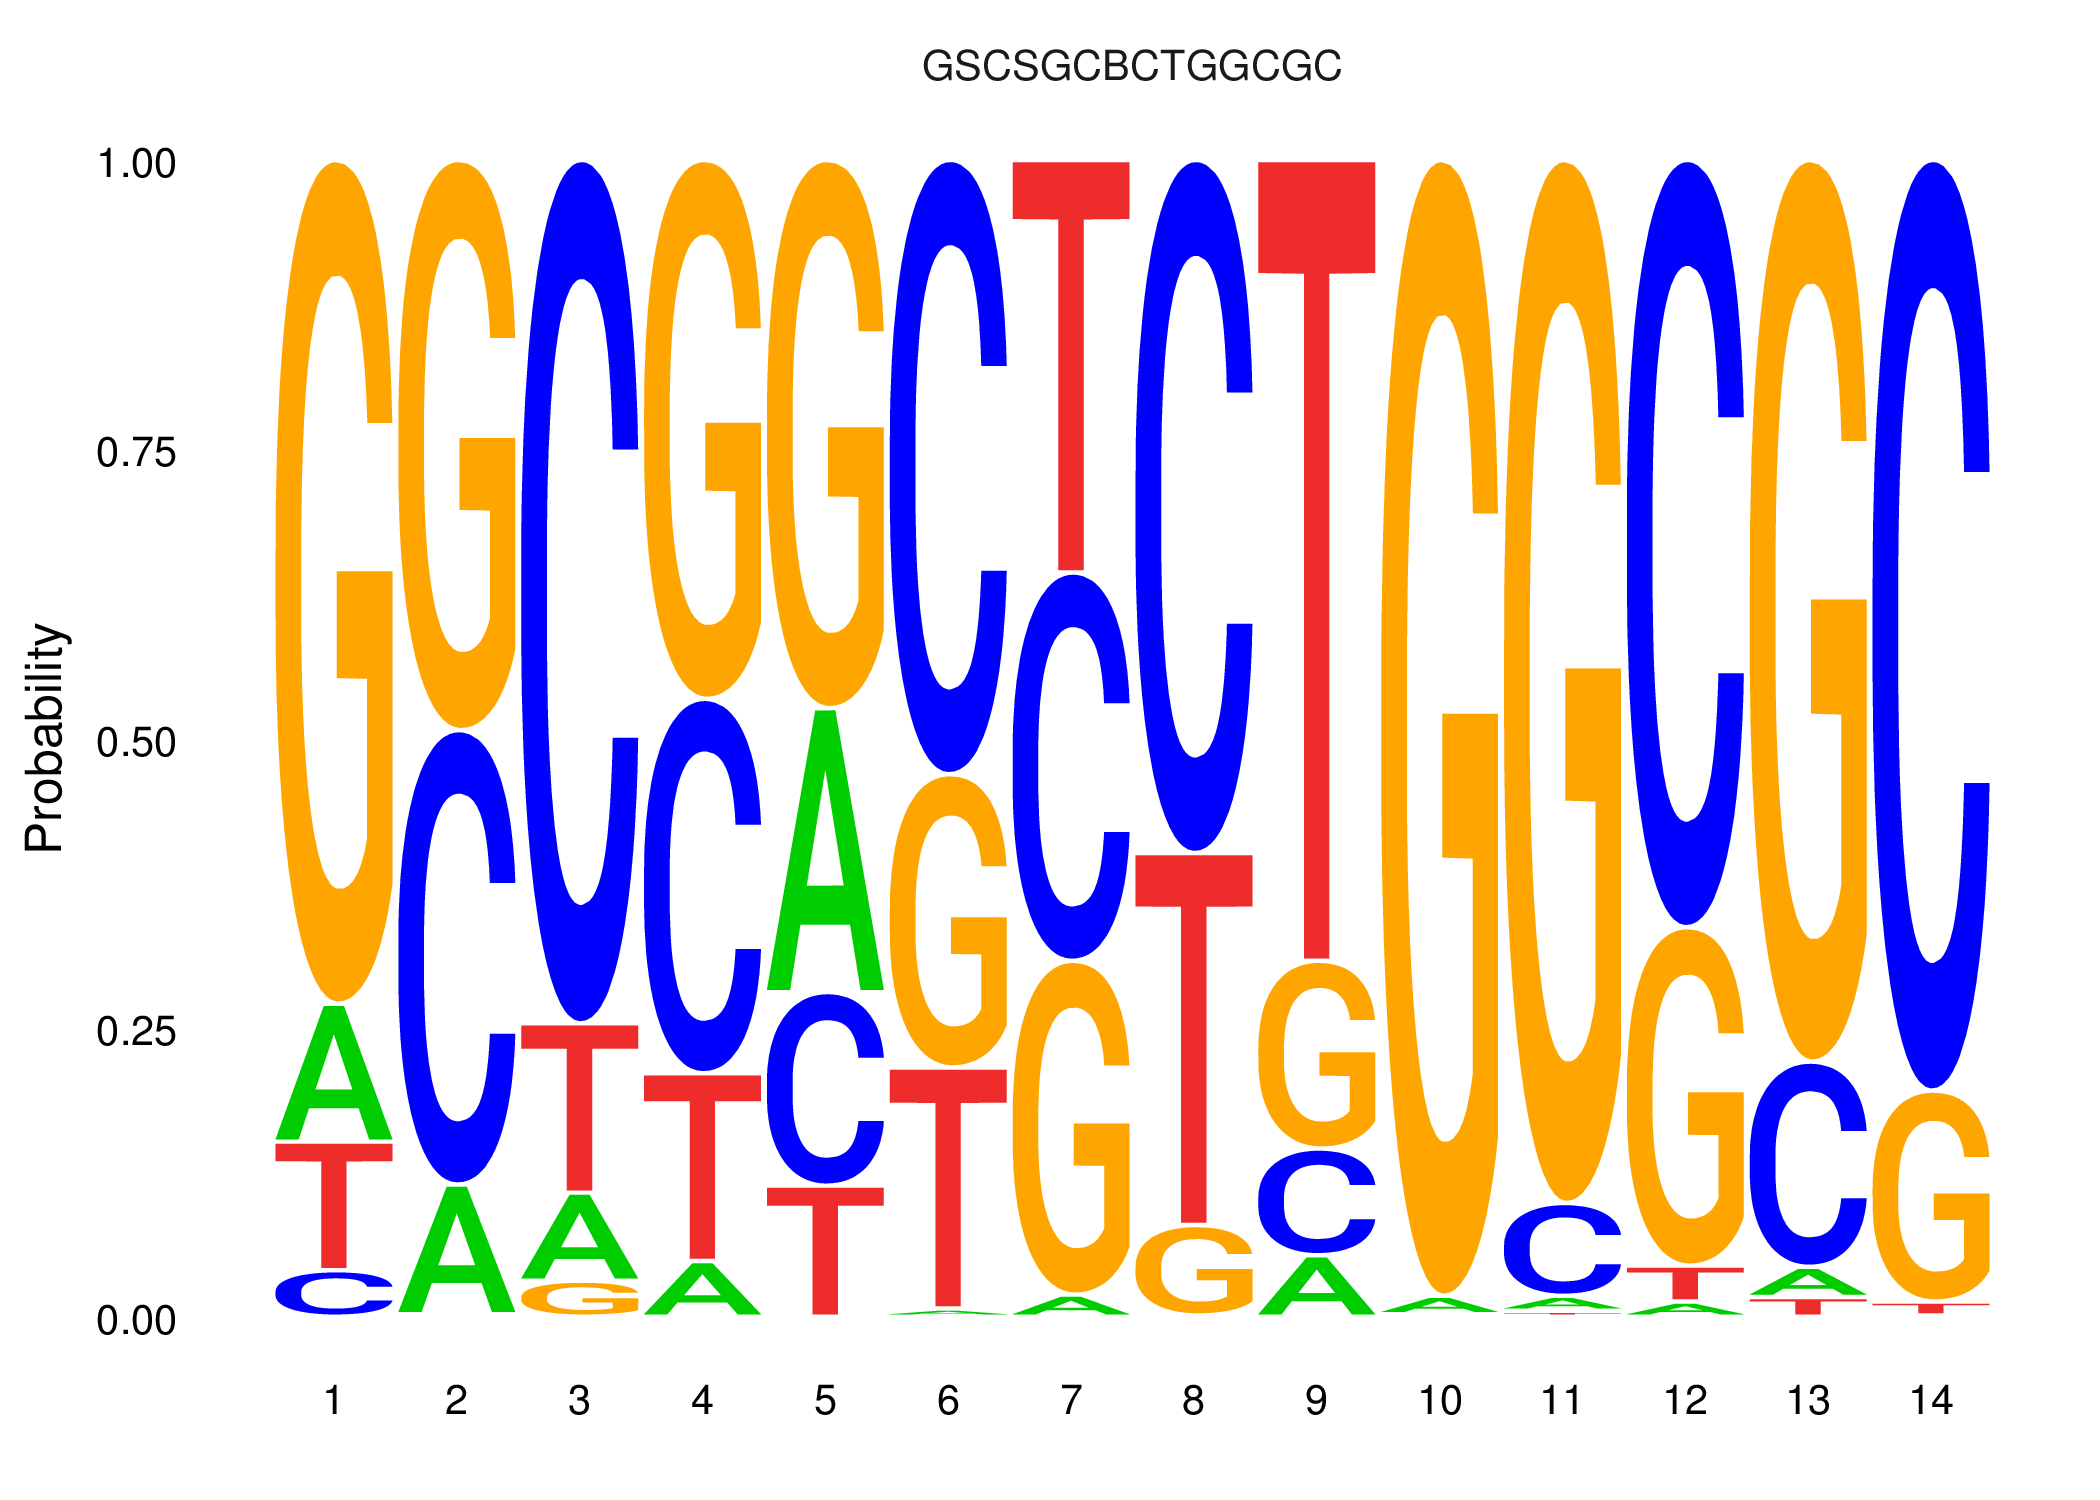 GSCSGCBCTGGCGC
1.00
0.75
0.50
0.25
0.00
Probability
G G C G G C T C T G G C G C
A C T C A G C T G C G C G
T A A T C T G G C A A T A T
C G A T A A A T A T
1 2 3 4 5 6 7 8 9 10 11 12 13 14